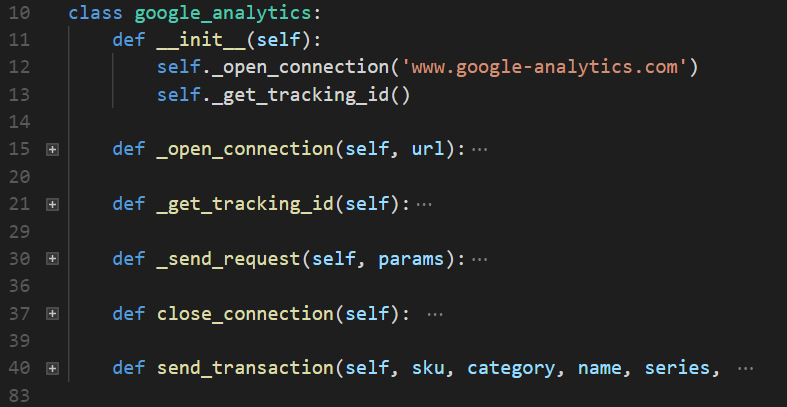 10 class google_analytics:
11 def __init__(self):
12 self._open_connection('www.google-analytics.com')
13 self._get_tracking_id()
14
15 def _open_connection(self, url): ···
20
21 def _get_tracking_id(self): ···
29
30 def _send_request(self, params): ···
36
37 def close_connection(self): ···
39
40 def send_transaction(self, sku, category, name, series, ···
83